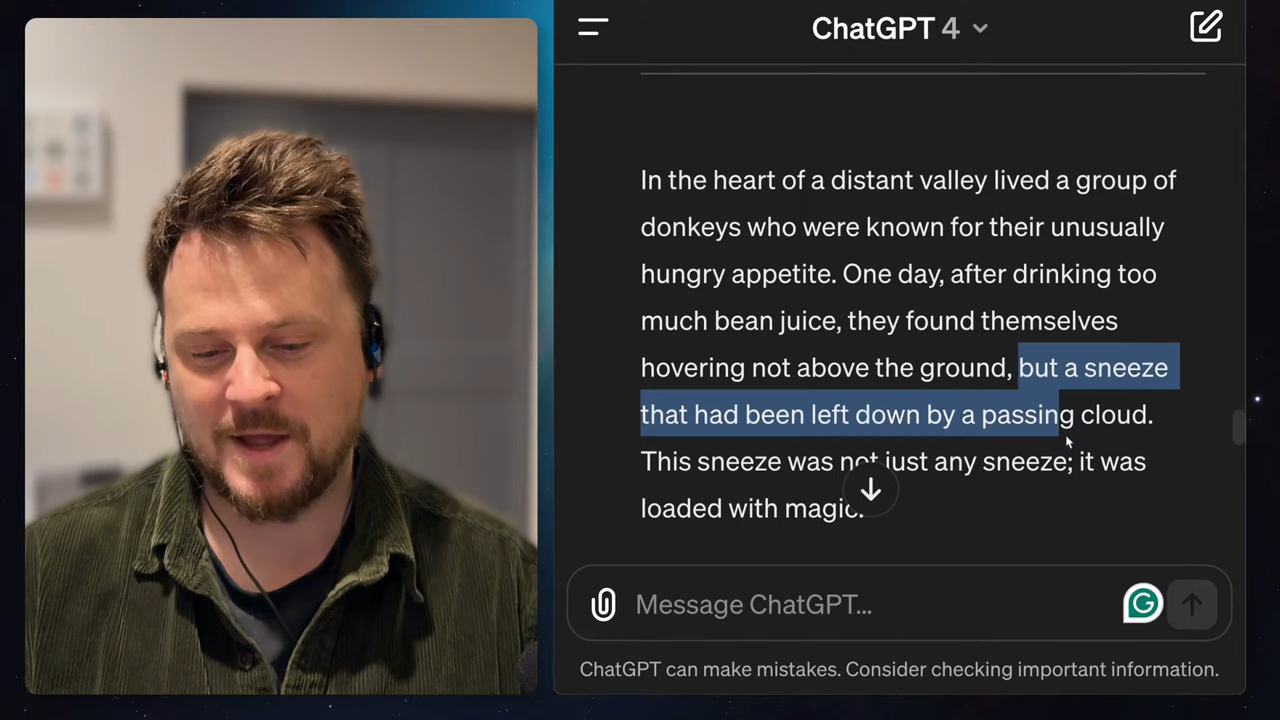 ChatGPT 4
In the heart of a distant valley lived a group of
donkeys who were known for their unusually
hungry appetite. One day, after drinking too
much bean juice, they found themselves
hovering not above the ground, but a sneeze
that had been left down by a passing cloud.
This sneeze was not just any sneeze; it was
loaded with magic.
Message ChatGPT...
ChatGPT can make mistakes. Consider checking important information.